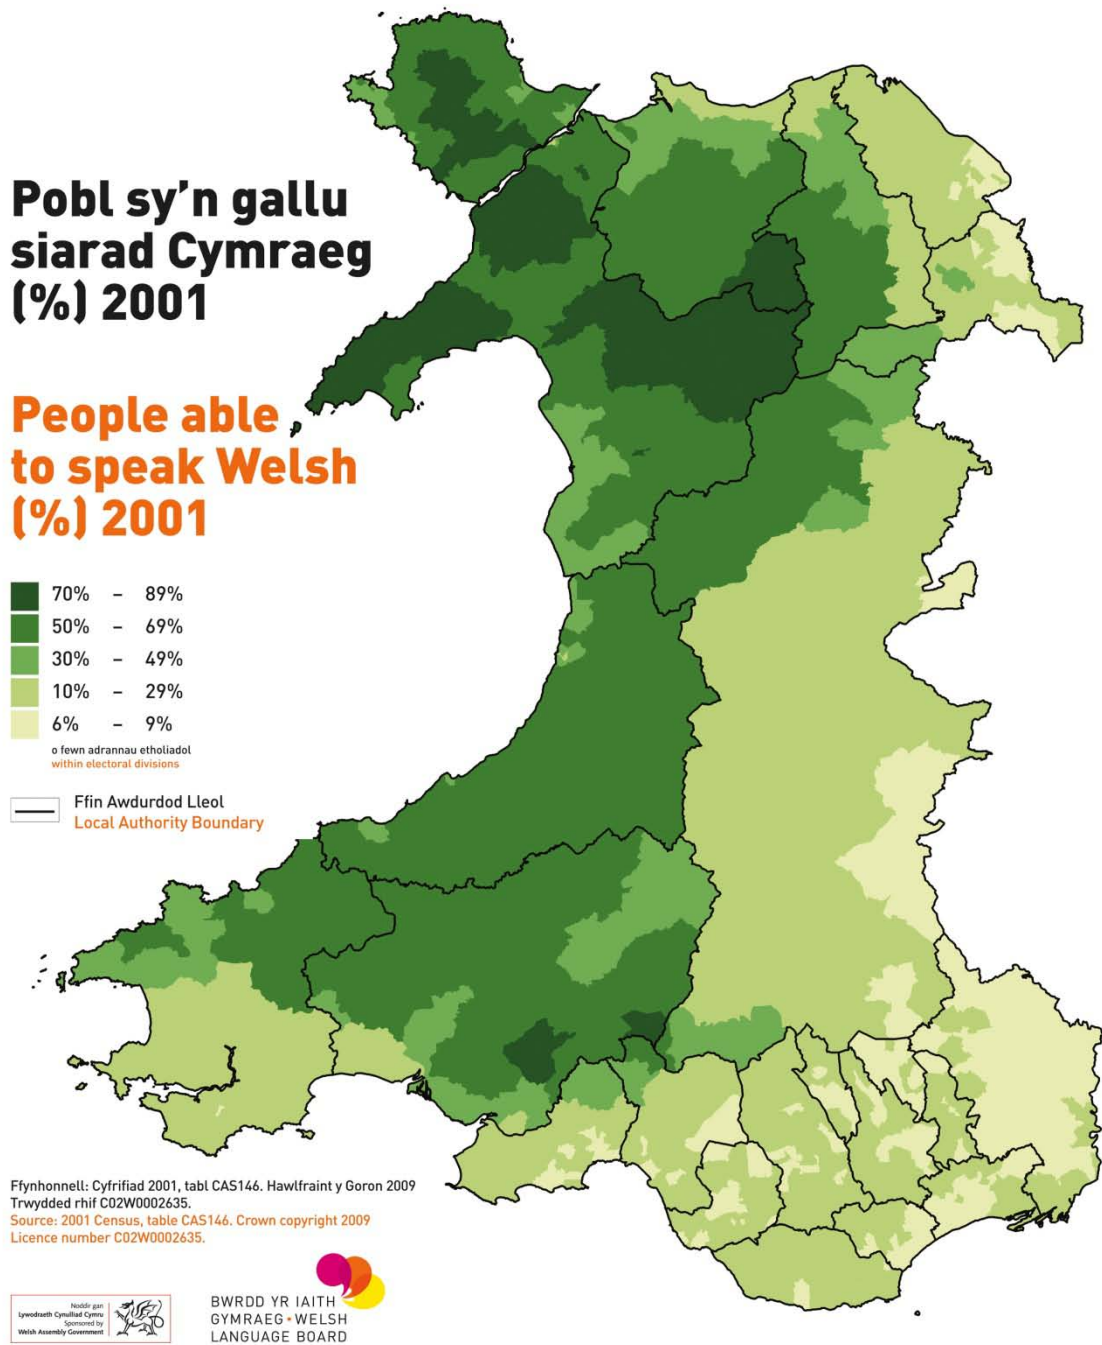 Pobl sy'n gallu
siarad Cymraeg
(%) 2001
People able
to speak Welsh
(%) 2001
70% – 89%
50% – 69%
30% – 49%
10% – 29%
6% – 9%
o fewn adrannau etholiadol
within electoral divisions
Ffin Awdurdod Lleol
Local Authority Boundary
Ffynhonnell: Cyfrifiad 2001, tabl CAS146. Hawlfraint y Goron 2009
Trwydded rhif C02W0002635.
Source: 2001 Census, table CAS146. Crown copyright 2009
Licence number C02W0002635.
Noddir gan
Lywodraeth Cynulliad Cymru
Sponsored by
Welsh Assembly Government
BWRDD YR IAITH
GYMRAEG • WELSH
LANGUAGE BOARD